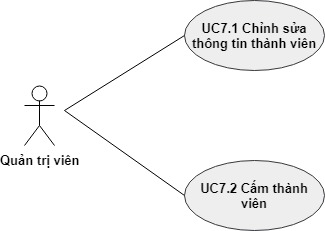 UC7.1 Chỉnh sửa
thông tin thành viên
Quản trị viên
UC7.2 Cấm thành
viên